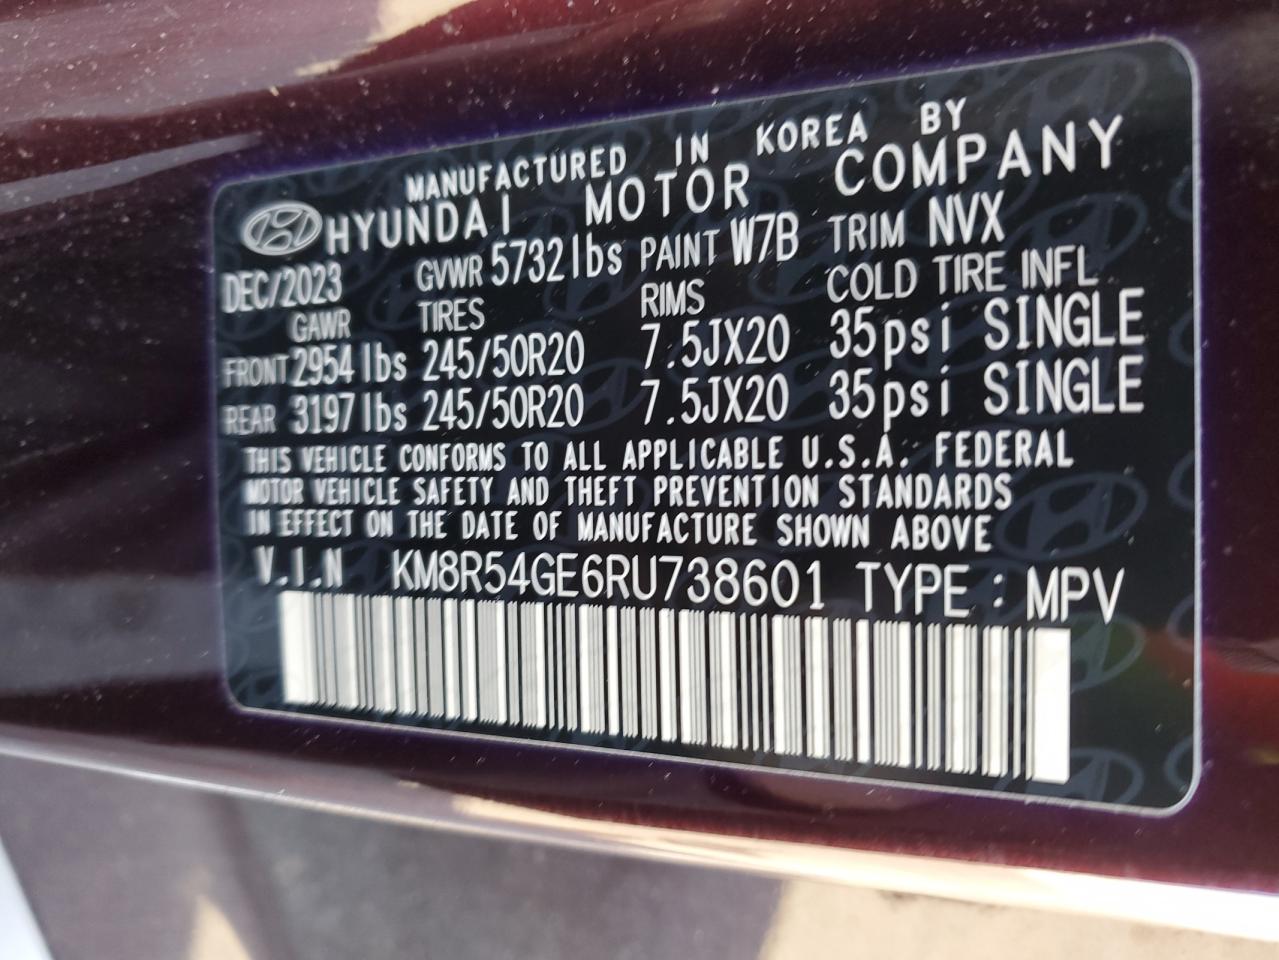 MANUFACTURED IN KOREA BY
HYUNDAI MOTOR COMPANY
DEC/2023 GVWR 5732lbs PAINT W7B TRIM NVX
GAWR TIRES RIMS COLD TIRE INFL
FRONT 2954lbs 245/50R20 7.5JX20 35psi SINGLE
REAR 3197lbs 245/50R20 7.5JX20 35psi SINGLE
THIS VEHICLE CONFORMS TO ALL APPLICABLE U.S.A. FEDERAL
MOTOR VEHICLE SAFETY AND THEFT PREVENTION STANDARDS
IN EFFECT ON THE DATE OF MANUFACTURE SHOWN ABOVE
V.I.N KM8R54GE6RU738601 TYPE : MPV